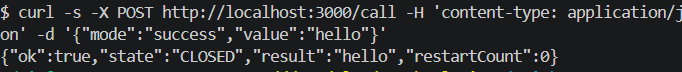 $ curl -s -X POST http://localhost:3000/call -H 'content-type: application/j
on' -d '{"mode":"success","value":"hello"}'
{"ok":true,"state":"CLOSED","result":"hello","restartCount":0}